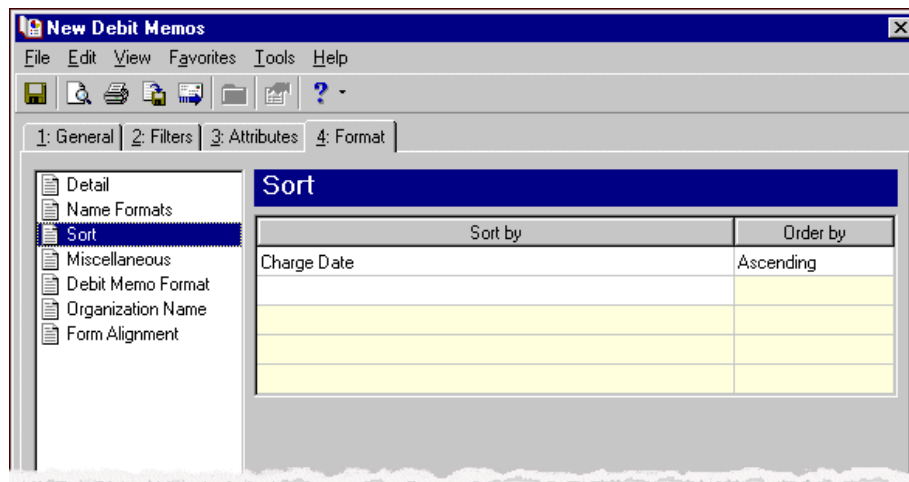 New Debit Memos
File Edit View Favorites Tools Help
?
1: General 2: Filters 3: Attributes 4: Format
Detail
Name Formats
Sort
Miscellaneous
Debit Memo Format
Organization Name
Form Alignment
Sort
Sort by Order by
Charge Date Ascending